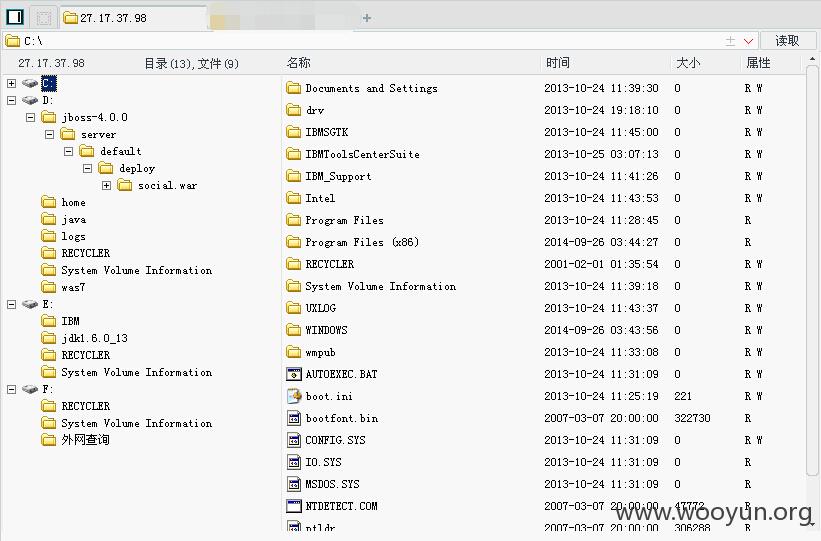 27.17.37.98
C:\ 读取
27.17.37.98 目录(13),文件(9) 名称 时间 大小 属性
C:
D:
jboss-4.0.0
server
default
deploy
social.war
home
java
logs
RECYCLER
System Volume Information
was7
E:
IBM
jdk1.6.0_13
RECYCLER
System Volume Information
F:
RECYCLER
System Volume Information
外网查询
Documents and Settings 2013-10-24 11:39:30 0 R W
drv 2013-10-24 19:18:10 0 R W
IBMSGTK 2013-10-24 11:45:00 0 R W
IBMToolsCenterSuite 2013-10-25 03:07:13 0 R W
IBM_Support 2013-10-24 11:41:26 0 R W
Intel 2013-10-24 11:43:53 0 R W
Program Files 2013-10-24 11:28:45 0 R
Program Files (x86) 2014-09-26 03:44:27 0 R
RECYCLER 2001-02-01 01:35:54 0 R W
System Volume Information 2013-10-24 11:39:18 0 R W
UXLOG 2013-10-24 11:43:37 0 R W
WINDOWS 2014-09-26 03:43:56 0 R W
wmpub 2013-10-24 11:33:08 0 R W
AUTOEXEC.BAT 2013-10-24 11:31:09 0 R W
boot.ini 2013-10-24 11:25:19 221 R W
bootfont.bin 2007-03-07 20:00:00 322730 R
CONFIG.SYS 2013-10-24 11:31:09 0 R W
IO.SYS 2013-10-24 11:31:09 0 R
MSDOS.SYS 2013-10-24 11:31:09 0 R
NTDETECT.COM 2007-03-07 20:00:00 47772 R
ntldr 2007-03-07 20:00:00 306288 R
www.wooyun.org